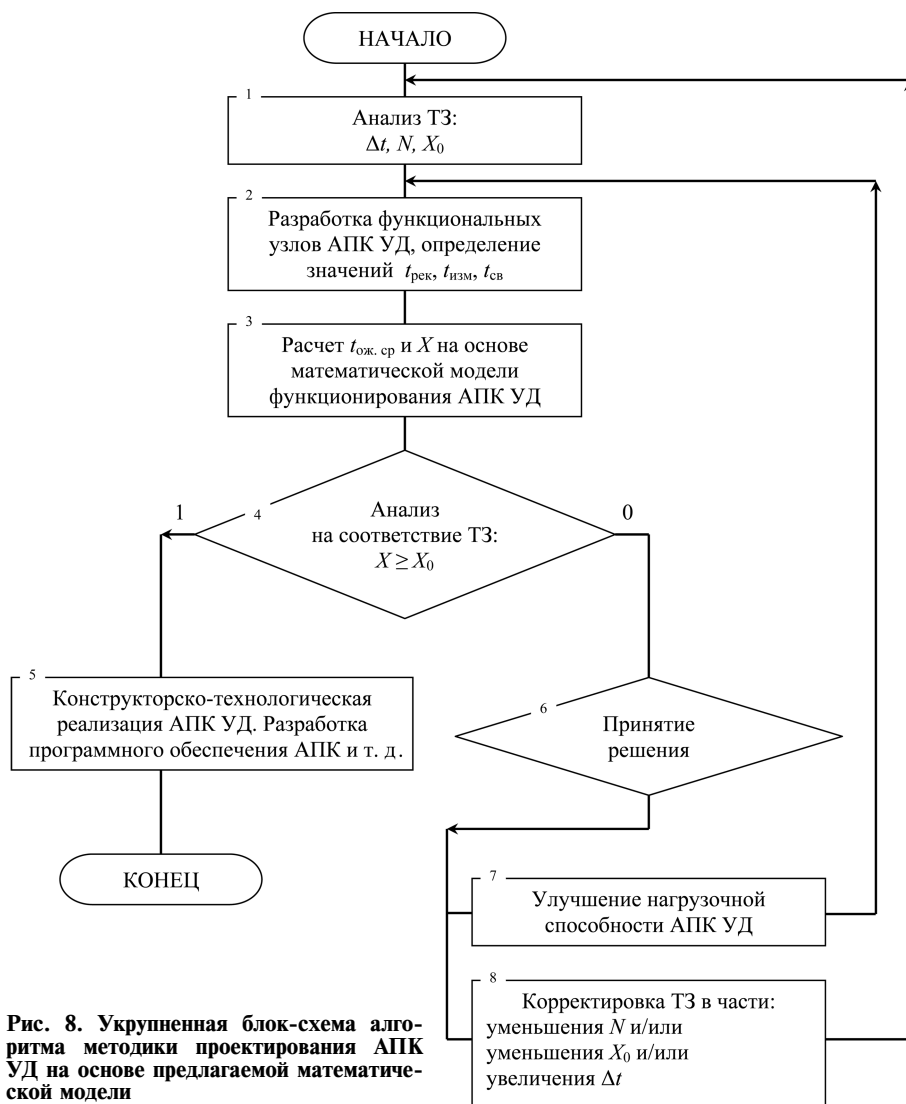 НАЧАЛО
1
Анализ ТЗ:
Δt, N, X₀
2
Разработка функциональных
узлов АПК УД, определение
значений t рек, t изм, t св
3
Расчет t ож. ср и X на основе
математической модели
функционирования АПК УД
1
4
0
Анализ
на соответствие ТЗ:
X ≥ X₀
5
Конструкторско-технологическая
реализация АПК УД. Разработка
программного обеспечения АПК и т. д.
6
Принятие
решения
КОНЕЦ
7
Улучшение нагрузочной
способности АПК УД
8
Корректировка ТЗ в части:
уменьшения N и/или
уменьшения X₀ и/или
увеличения Δt
Рис. 8. Укрупненная блок-схема алго-
ритма методики проектирования АПК
УД на основе предлагаемой математиче-
ской модели